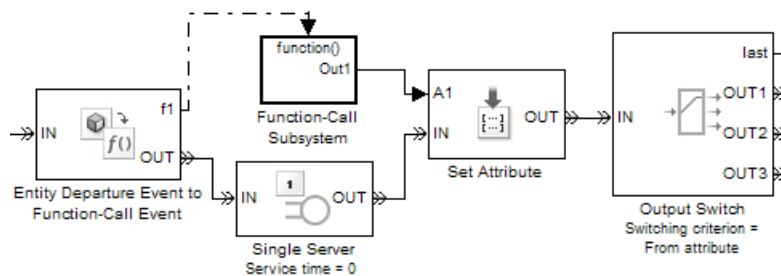 function()
Out1
Function-Call
Subsystem
f1
IN
f()
OUT
Entity Departure Event to
Function-Call Event
IN
1
OUT
Single Server
Service time = 0
A1
IN
[...]
OUT
Set Attribute
IN
last
OUT1
OUT2
OUT3
Output Switch
Switching criterion =
From attribute